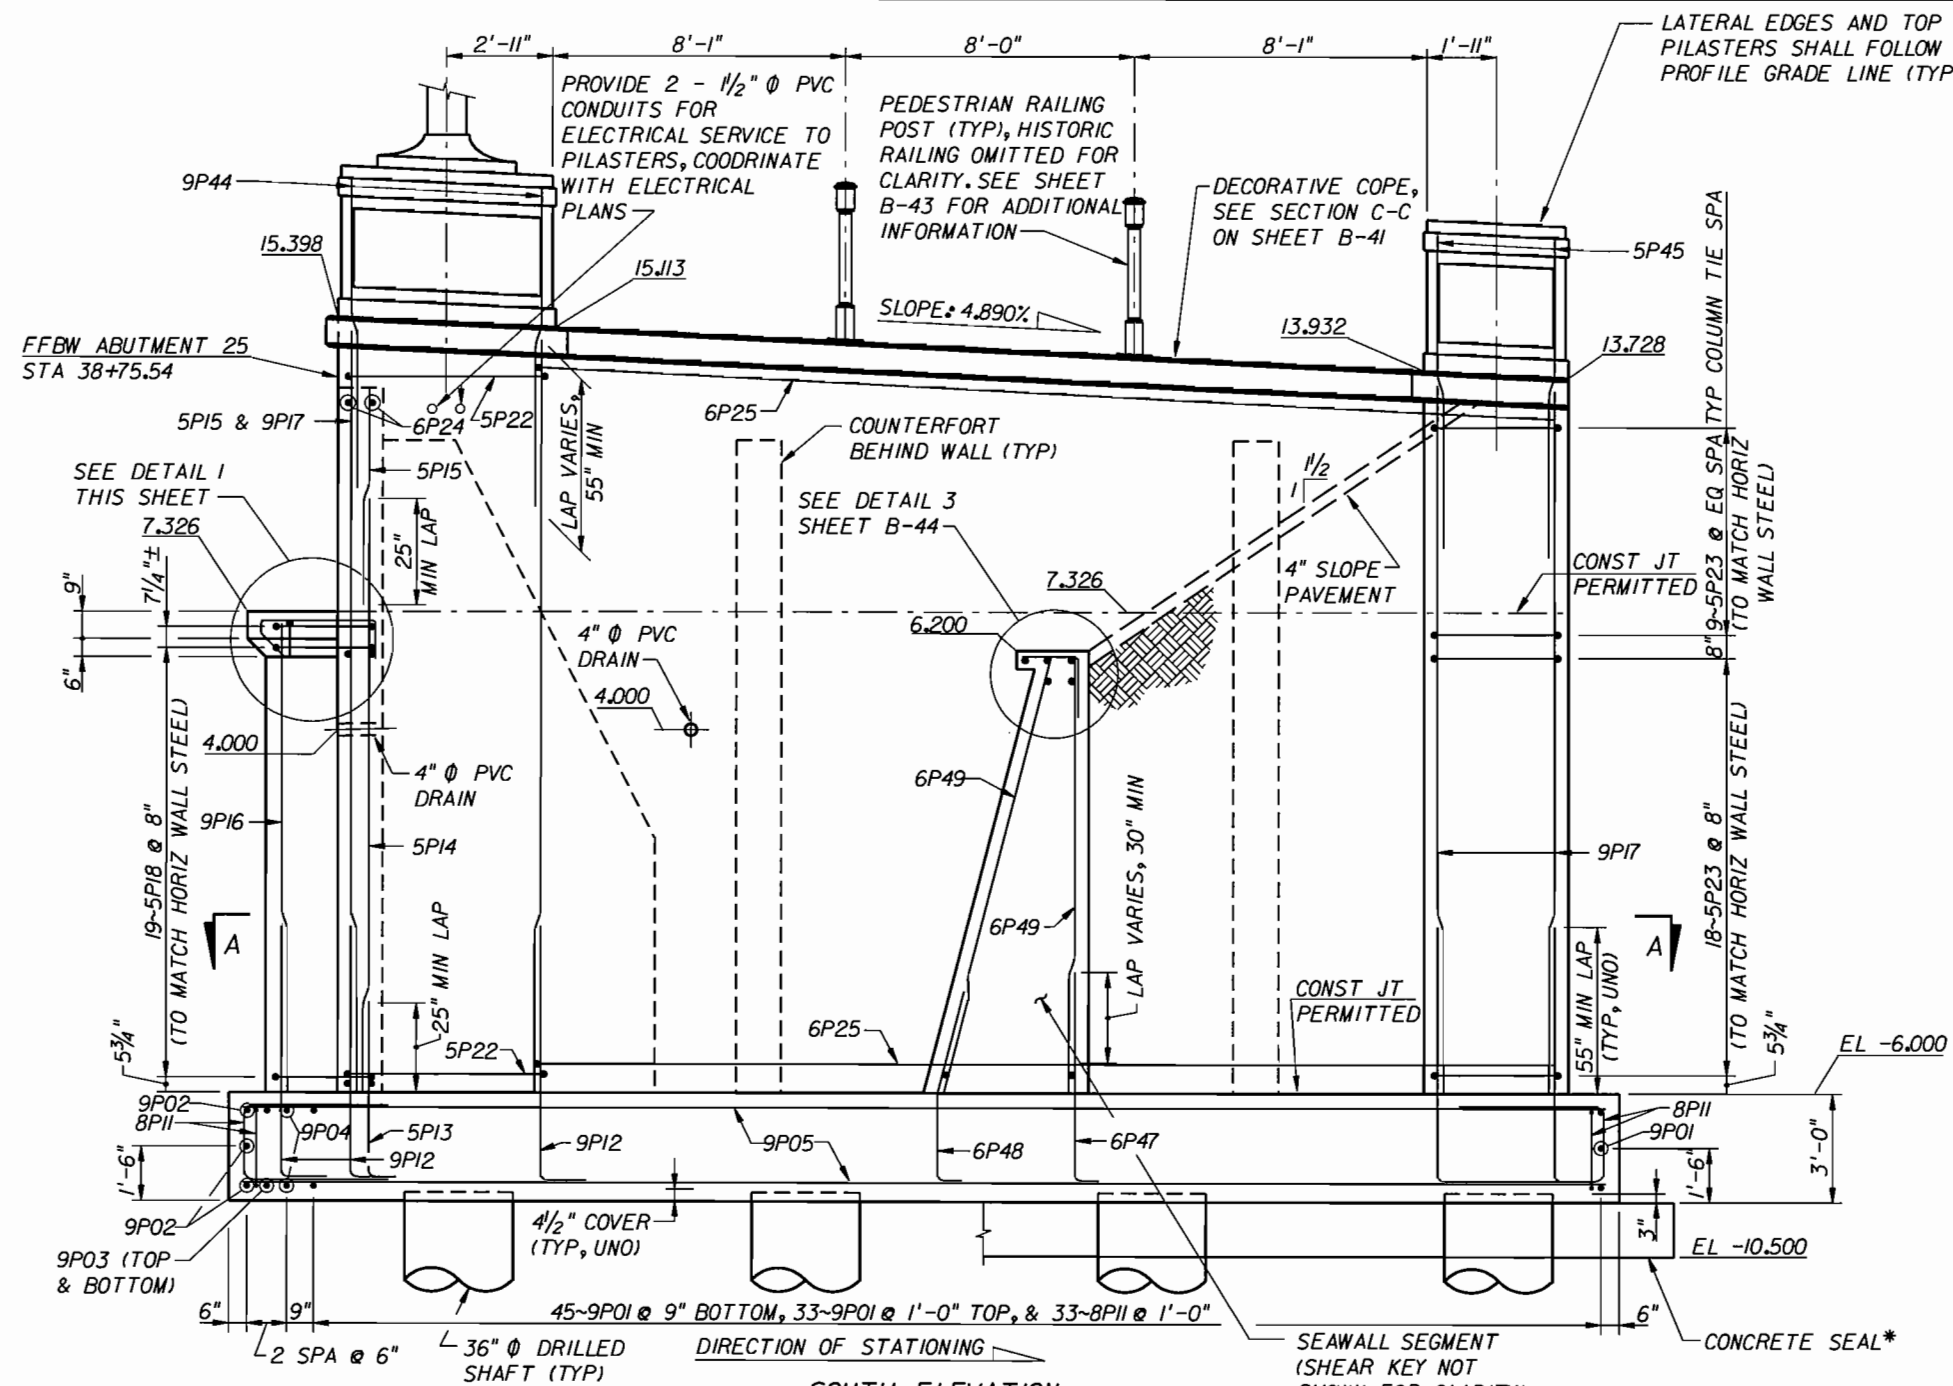 2'-11"
8'-1"
8'-0"
8'-1"
1'-11"
LATERAL EDGES AND TOP
PILASTERS SHALL FOLLOW
PROFILE GRADE LINE (TYP
PROVIDE 2 - 1/2" Φ PVC
CONDUITS FOR
ELECTRICAL SERVICE TO
PILASTERS, COODRINATE
WITH ELECTRICAL
PLANS
PEDESTRIAN RAILING
POST (TYP), HISTORIC
RAILING OMITTED FOR
CLARITY. SEE SHEET
B-43 FOR ADDITIONAL
INFORMATION
DECORATIVE COPE,
SEE SECTION C-C
ON SHEET B-41
9P44
15.398
15.113
SLOPE: 4.890%
13.932
13.728
5P45
FFBW ABUTMENT 25
STA 38+75.54
5P15 & 9P17
6P24
5P22
LAP VARIES,
55" MIN
6P25
COUNTERFORT
BEHIND WALL (TYP)
1 1/2
1
SEE DETAIL 1
THIS SHEET
5P15
25"
MIN LAP
SEE DETAIL 3
SHEET B-44
4" SLOPE
PAVEMENT
CONST JT
PERMITTED
8" 9~5P23 @ EQ SPA TYP COLUMN TIE SPA
(TO MATCH HORIZ
WALL STEEL)
7.326
9"
7 1/4"±
6"
7.326
6.200
4" Φ PVC
DRAIN
4.000
4.000
4" Φ PVC
DRAIN
9P16
5P14
6P49
6P49
LAP VARIES, 30" MIN
9P17
19~5P18 @ 8"
(TO MATCH HORIZ WALL STEEL)
18~5P23 @ 8"
(TO MATCH HORIZ WALL STEEL)
A
A
25" MIN LAP
55" MIN LAP
(TYP, UNO)
CONST JT
PERMITTED
5 3/4"
5 3/4"
5P22
6P25
EL -6.000
9P02
8P11
9P04
5P13
9P12
9P12
9P05
6P48
6P47
8P11
9P01
1'-6"
1'-6"
3'-0"
3"
9P02
9P03 (TOP
& BOTTOM)
4 1/2" COVER
(TYP, UNO)
EL -10.500
6"
9"
45~9P01 @ 9" BOTTOM, 33~9P01 @ 1'-0" TOP, & 33~8P11 @ 1'-0"
6"
2 SPA @ 6"
36" Φ DRILLED
SHAFT (TYP)
DIRECTION OF STATIONING
SEAWALL SEGMENT
(SHEAR KEY NOT
CONCRETE SEAL*
SOUTH ELEVATION